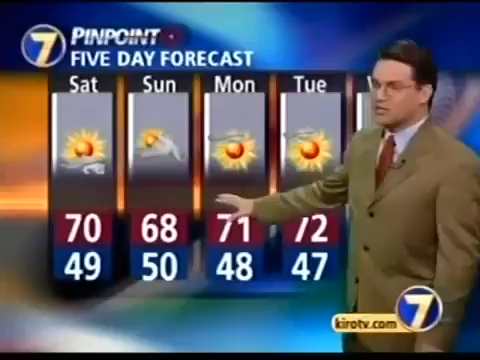 7 PINPOINT
FIVE DAY FORECAST
Sat Sun Mon Tue
70 68 71 72
49 50 48 47
7
kirotv.com